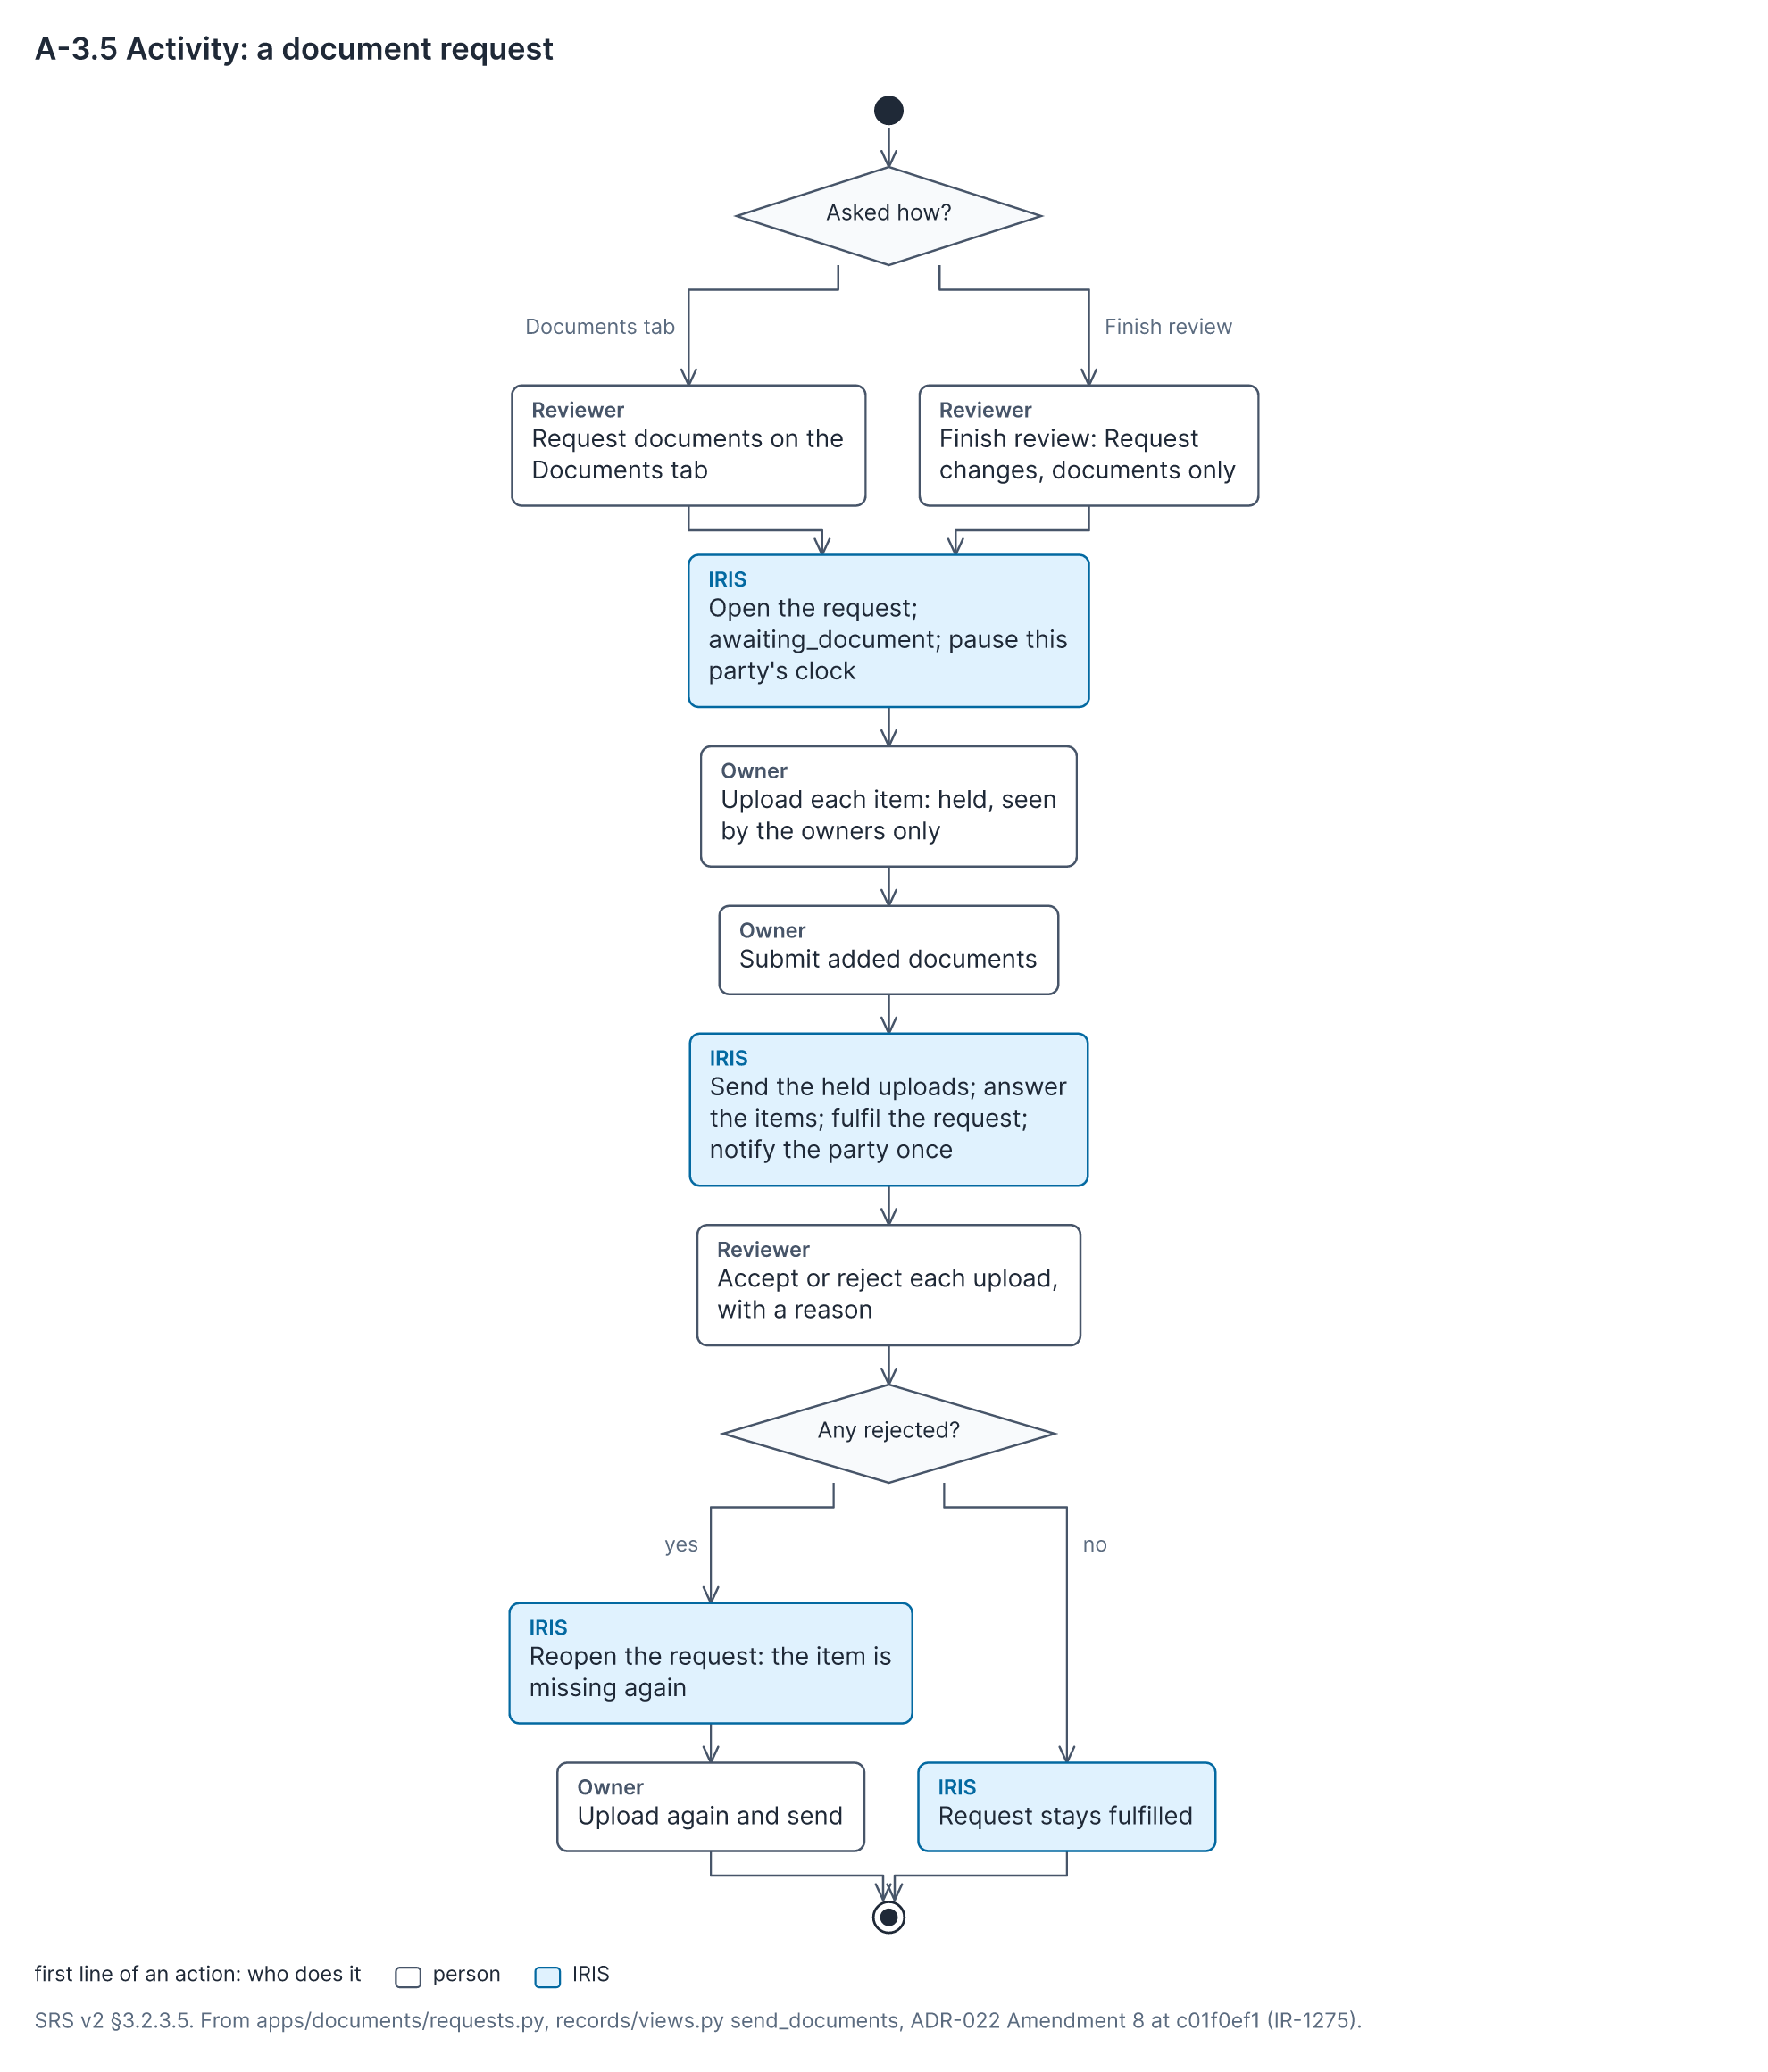 A-3.5 Activity: a document request
Asked how?
Documents tab
Finish review
Reviewer
Request documents on the
Documents tab
Reviewer
Finish review: Request
changes, documents only
IRIS
Open the request;
awaiting_document; pause this
party's clock
Owner
Upload each item: held, seen
by the owners only
Owner
Submit added documents
IRIS
Send the held uploads; answer
the items; fulfil the request;
notify the party once
Reviewer
Accept or reject each upload,
with a reason
Any rejected?
yes
no
IRIS
Reopen the request: the item is
missing again
Owner
Upload again and send
IRIS
Request stays fulfilled
first line of an action: who does it
person
IRIS
SRS v2 §3.2.3.5. From apps/documents/requests.py, records/views.py send_documents, ADR-022 Amendment 8 at c01f0ef1 (IR-1275).